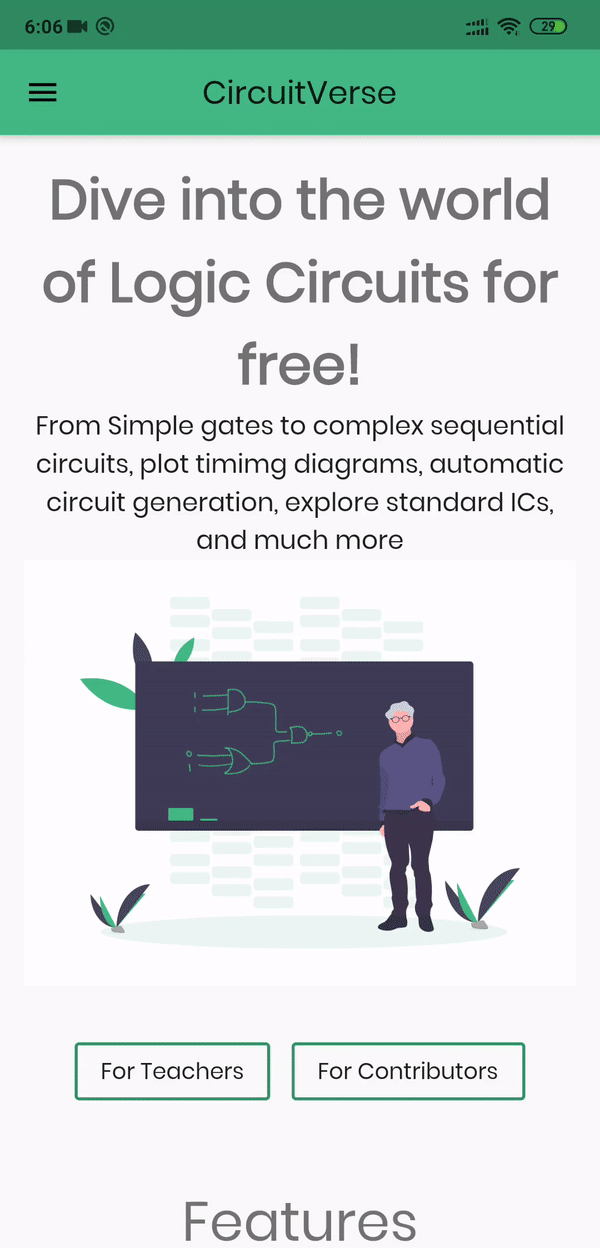 6:06
29
CircuitVerse
Dive into the world
of Logic Circuits for
free!
From Simple gates to complex sequential
circuits, plot timimg diagrams, automatic
circuit generation, explore standard ICs,
and much more
For Teachers
For Contributors
Features